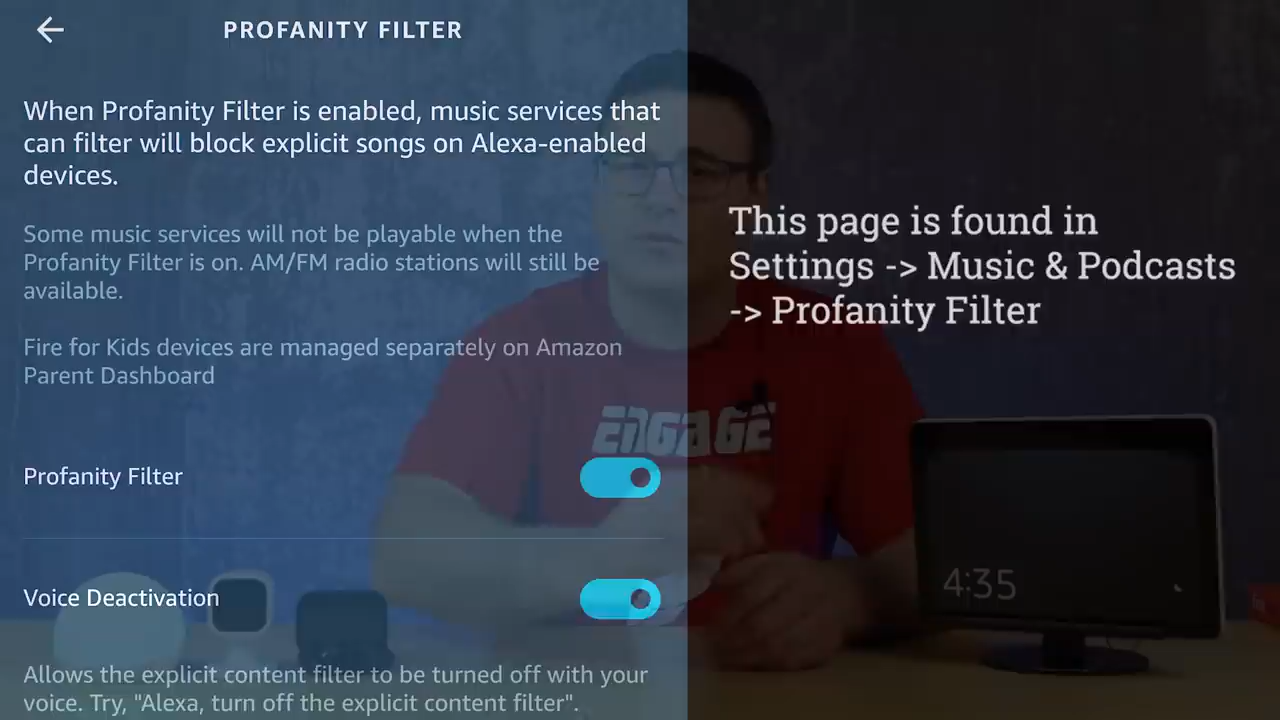 PROFANITY FILTER
When Profanity Filter is enabled, music services that
can filter will block explicit songs on Alexa-enabled
devices.
Some music services will not be playable when the
Profanity Filter is on. AM/FM radio stations will still be
available.
Fire for Kids devices are managed separately on Amazon
Parent Dashboard
Profanity Filter
Voice Deactivation
Allows the explicit content filter to be turned off with your
voice. Try, "Alexa, turn off the explicit content filter".
This page is found in
Settings -> Music & Podcasts
-> Profanity Filter
ENGAGE
4:35